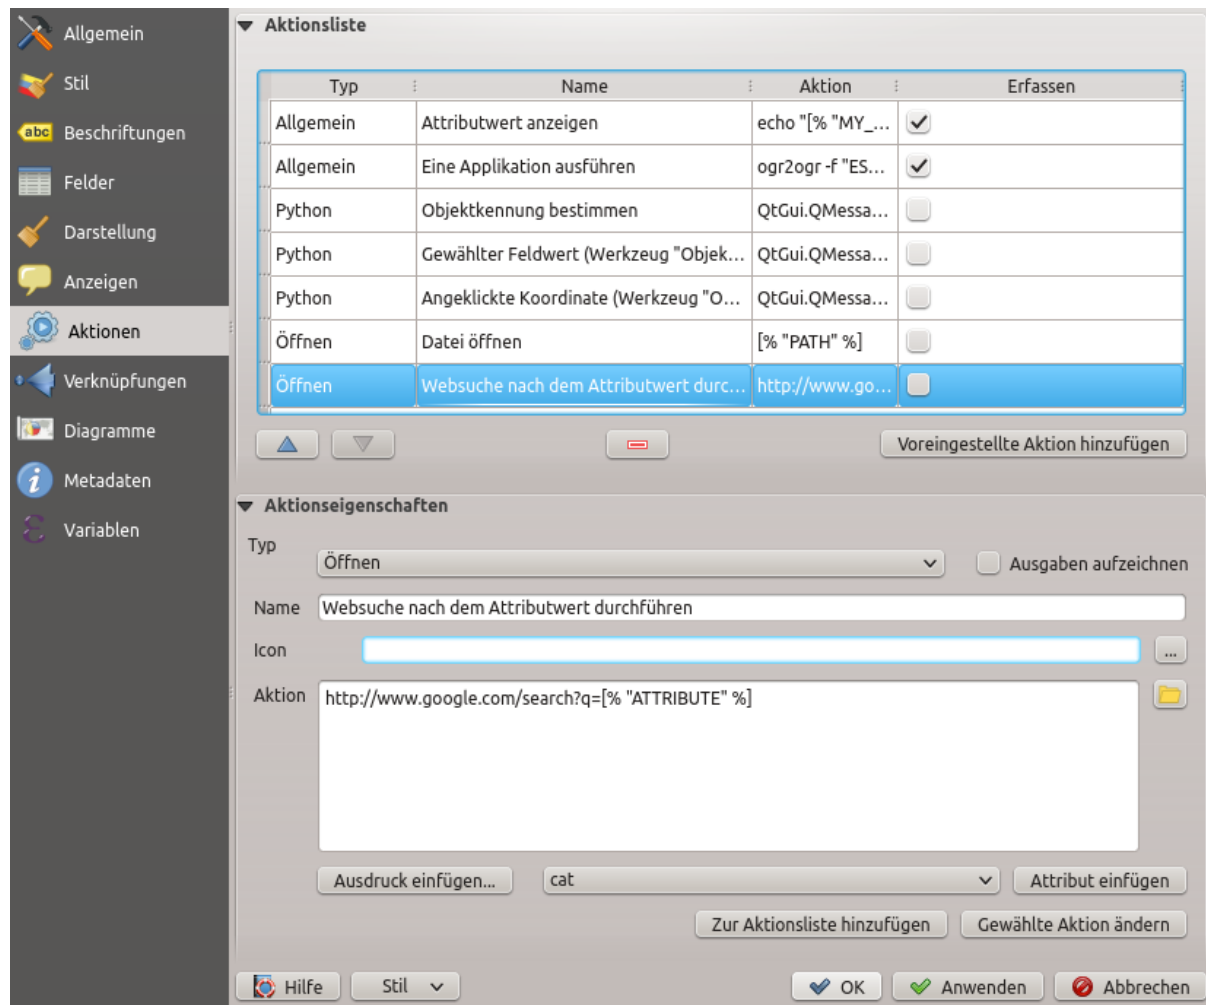 Allgemein
Stil
abc Beschriftungen
Felder
Darstellung
Anzeigen
Aktionen
Verknüpfungen
Diagramme
Metadaten
Variablen
Aktionsliste
Typ Name Aktion Erfassen
Allgemein Attributwert anzeigen echo "[% "MY_...
Allgemein Eine Applikation ausführen ogr2ogr -f "ES...
Python Objektkennung bestimmen QtGui.QMessa...
Python Gewählter Feldwert (Werkzeug "Objek... QtGui.QMessa...
Python Angeklickte Koordinate (Werkzeug "O... QtGui.QMessa...
Öffnen Datei öffnen [% "PATH" %]
Öffnen Websuche nach dem Attributwert durc... http://www.go...
Voreingestellte Aktion hinzufügen
Aktionseigenschaften
Typ Öffnen Ausgaben aufzeichnen
Name Websuche nach dem Attributwert durchführen
Icon ...
Aktion http://www.google.com/search?q=[% "ATTRIBUTE" %]
Ausdruck einfügen... cat Attribut einfügen
Zur Aktionsliste hinzufügen Gewählte Aktion ändern
Hilfe Stil OK Anwenden Abbrechen